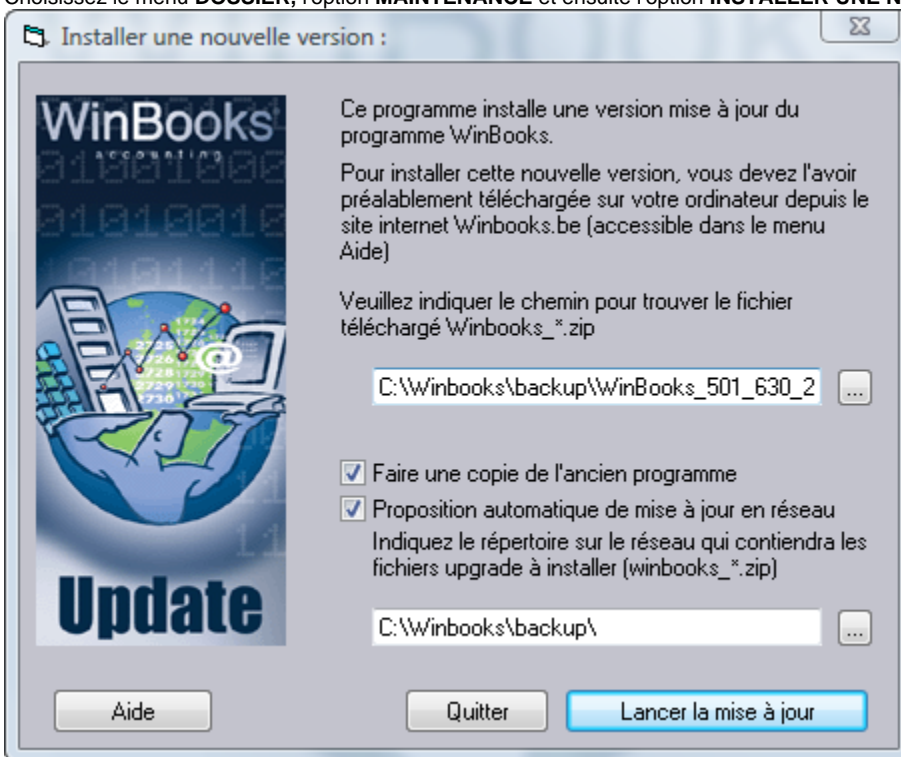 Choisissez le menu DOSSIER, l'option MAINTENANCE et ensuite l'option INSTALLER UNE N
Installer une nouvelle version :
WinBooks
accounting
Ce programme installe une version mise à jour du
programme WinBooks.
Pour installer cette nouvelle version, vous devez l'avoir
préalablement téléchargée sur votre ordinateur depuis le
site internet Winbooks.be (accessible dans le menu
Aide)
Veuillez indiquer le chemin pour trouver le fichier
téléchargé Winbooks_*.zip
C:\Winbooks\backup\WinBooks_501_630_2
...
Faire une copie de l'ancien programme
Proposition automatique de mise à jour en réseau
Indiquez le répertoire sur le réseau qui contiendra les
fichiers upgrade à installer (winbooks_*.zip)
C:\Winbooks\backup\
...
Update
Aide
Quitter
Lancer la mise à jour